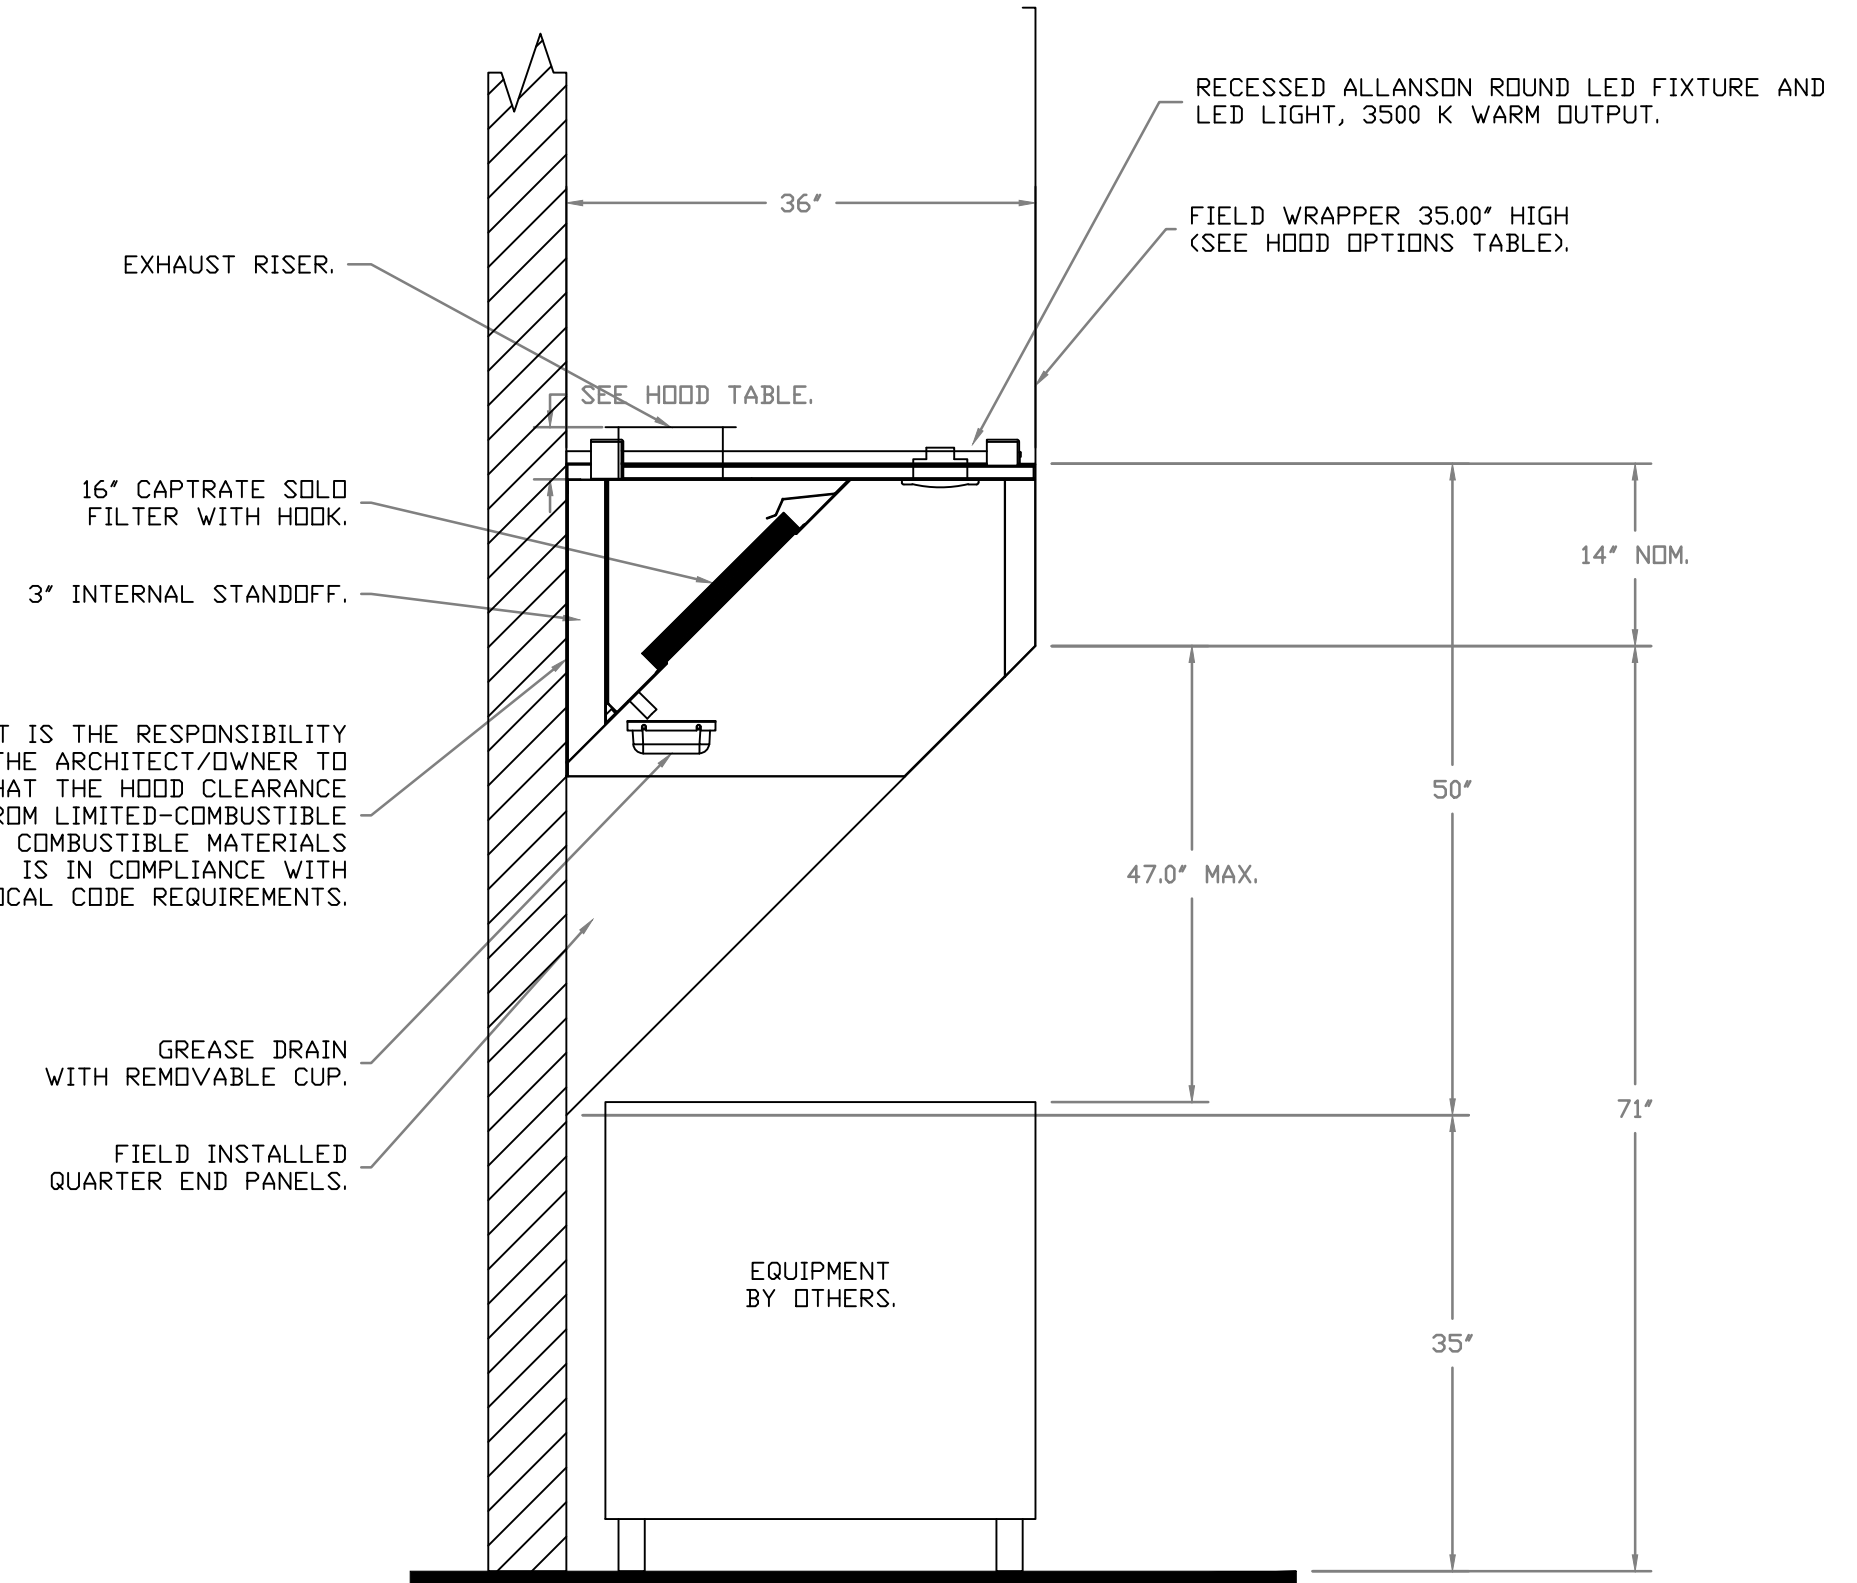 RECESSED ALLANSON ROUND LED FIXTURE AND
LED LIGHT, 3500 K WARM OUTPUT.
36"
FIELD WRAPPER 35.00" HIGH
(SEE HOOD OPTIONS TABLE).
EXHAUST RISER.
SEE HOOD TABLE.
16" CAPTRATE SOLO
FILTER WITH HOOK.
14" NOM.
3" INTERNAL STANDOFF.
T IS THE RESPONSIBILITY
THE ARCHITECT/OWNER TO
HAT THE HOOD CLEARANCE
ROM LIMITED-COMBUSTIBLE
COMBUSTIBLE MATERIALS
IS IN COMPLIANCE WITH
OCAL CODE REQUIREMENTS.
50"
47.0" MAX.
GREASE DRAIN
WITH REMOVABLE CUP.
71"
FIELD INSTALLED
QUARTER END PANELS.
EQUIPMENT
BY OTHERS.
35"